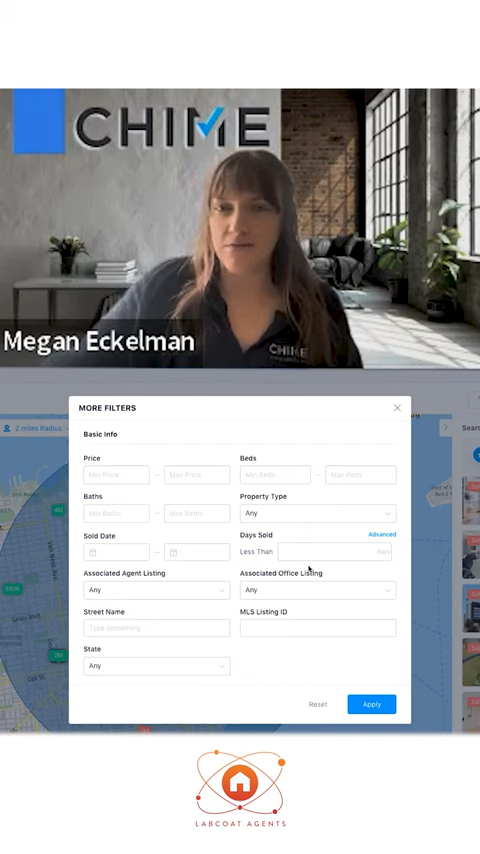 CHIME
CHIME
Megan Eckelman
MORE FILTERS
2 miles Radius
Basic Info
Price
Beds
Min Price
Max Price
Min Beds
Max Beds
Baths
Property Type
Min Baths
Max Baths
Any
Sold Date
Days Sold
Advanced
Less Than
days
Associated Agent Listing
Associated Office Listing
Any
Any
Street Name
MLS Listing ID
Type something
State
Any
Reset
Apply
LABCOAT AGENTS